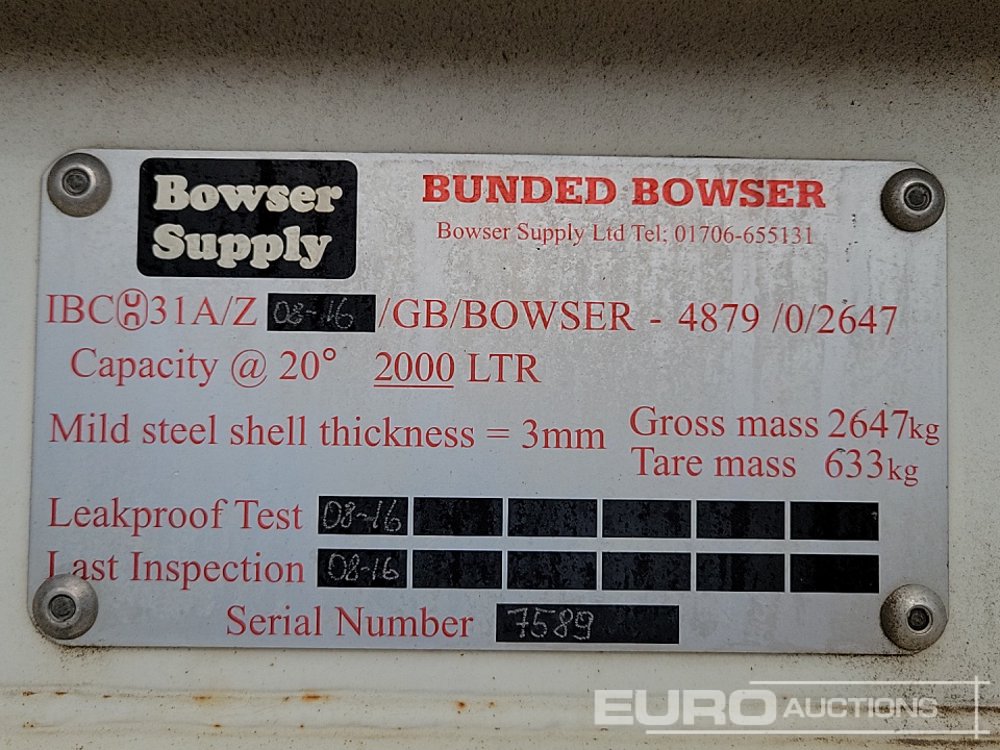 Bowser
Supply
BUNDED BOWSER
Bowser Supply Ltd Tel; 01706-655131
IBC 31A/Z 08-16 /GB/BOWSER - 4879 /0/2647
Capacity @ 20° 2000 LTR
Mild steel shell thickness = 3mm
Gross mass 2647kg
Tare mass 633kg
Leakproof Test 08-16
Last Inspection 08-16
Serial Number 7589
EURO AUCTIONS